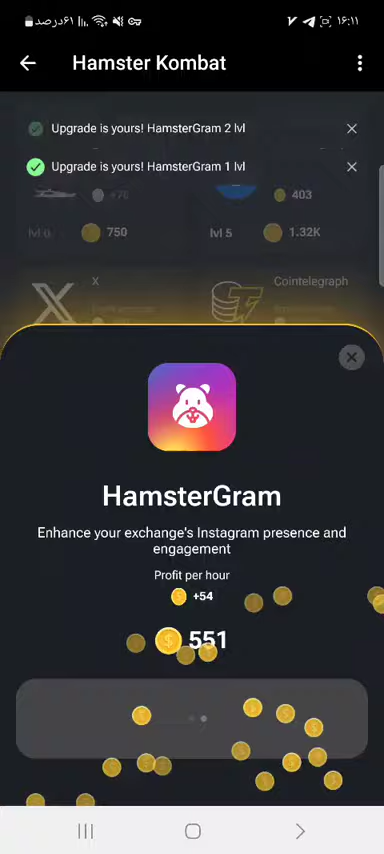 ۶۱درصد
۱۶:۱۱
Hamster Kombat
Upgrade is yours! HamsterGram 2 lvl
Upgrade is yours! HamsterGram 1 lvl
+70
403
lvl 0
750
lvl 5
1.32K
X
Cointelegraph
HamsterGram
Enhance your exchange's Instagram presence and
engagement
Profit per hour
+54
551